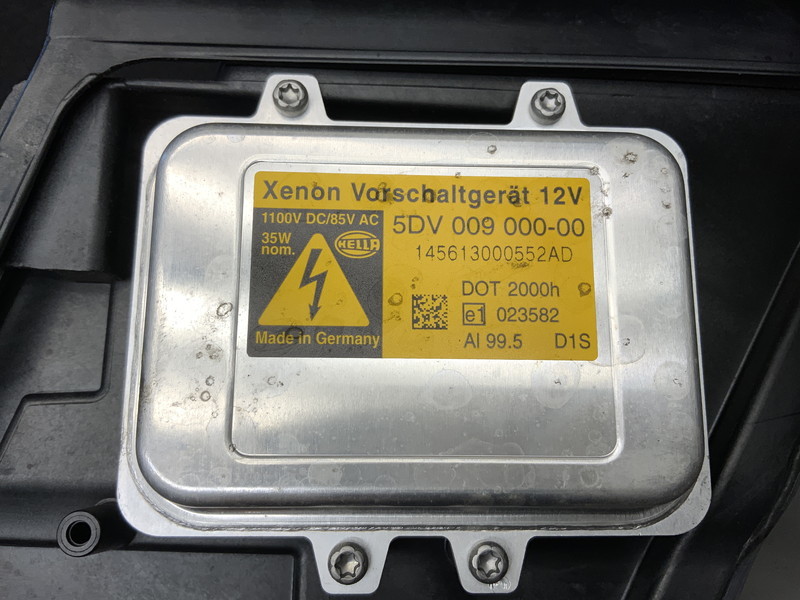 Xenon Vorschaltgerät 12V
1100V DC/85V AC
35W
nom.
HELLA
5DV 009 000-00
145613000552AD
DOT 2000h
e1 023582
Made in Germany
Al 99.5 D1S